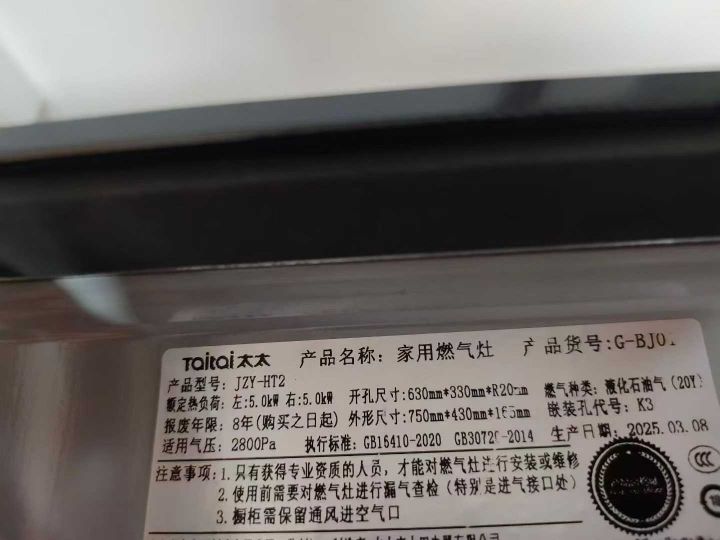 Taitai 太太 产品名称: 家用燃气灶 产品货号:G-BJ01
产品型号: JZY-HT2
额定热负荷: 左:5.0kW 右:5.0kW 开孔尺寸:630mm*330mm*R20mm 燃气种类: 液化石油气(20Y)
报废年限: 8年(购买之日起) 外形尺寸:750mm*430mm*165mm 嵌装孔代号: K3
适用气压: 2800Pa 执行标准: GB16410-2020 GB30720-2014 生产日期:2025.03.08
注意事项:1.只有获得专业资质的人员, 才能对燃气灶进行安装或维修
2.使用前需要对燃气灶进行漏气查检(特别是进气接口处)
3.橱柜需保留通风进空气口